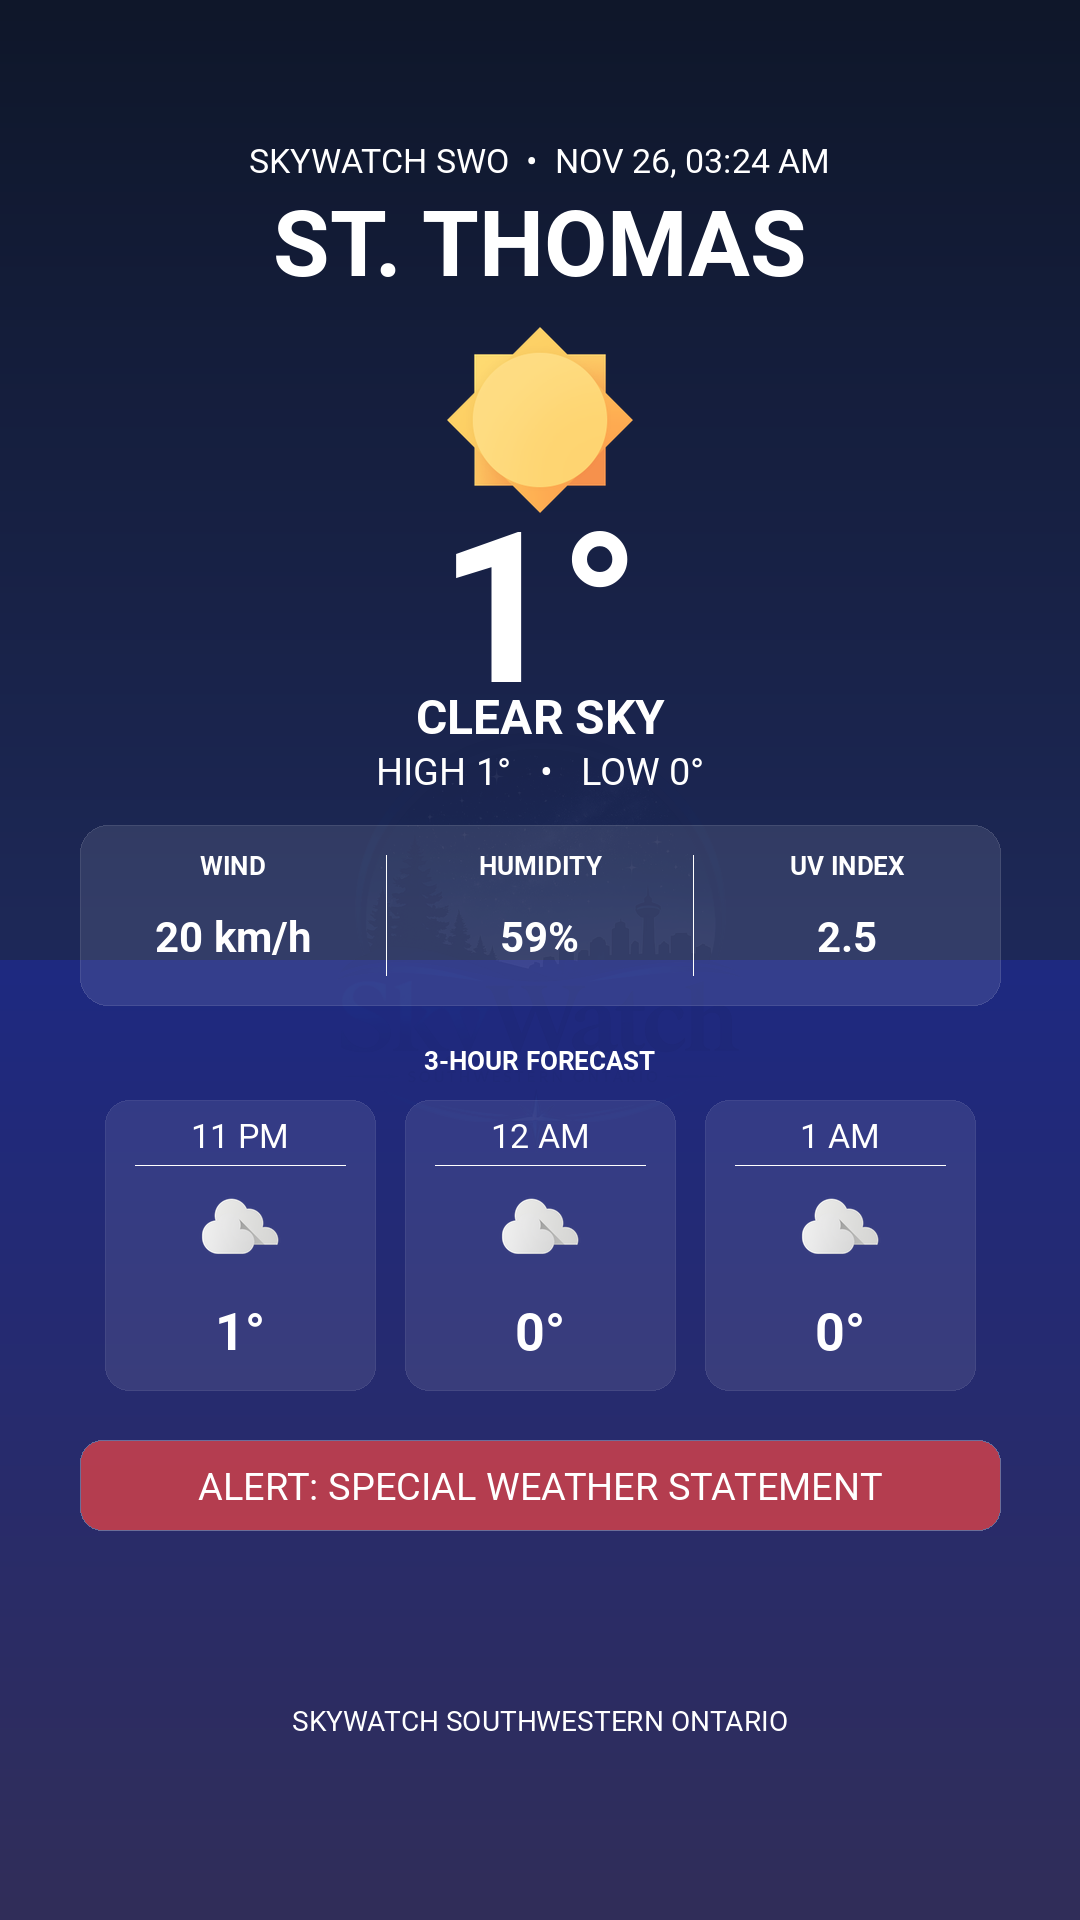 SKYWATCH SWO • NOV 26, 03:24 AM
ST. THOMAS
1°
CLEAR SKY
HIGH 1° • LOW 0°
WIND HUMIDITY UV INDEX
20 km/h 59% 2.5
SkyWatch
3-HOUR FORECAST
11 PM 12 AM 1 AM
1° 0° 0°
ALERT: SPECIAL WEATHER STATEMENT
SKYWATCH SOUTHWESTERN ONTARIO